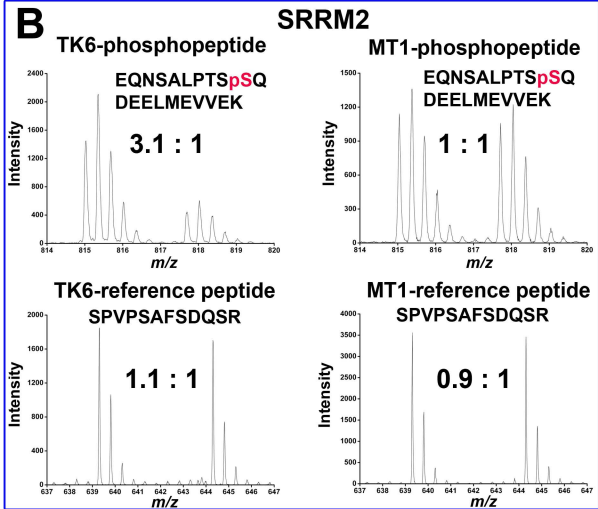 B
SRRM2
TK6-phosphopeptide
EQNSALPTSpSQ
DEELMEVVEK
3.1 : 1
Intensity
2400
2000
1600
1200
800
400
0
814 815 816 817 818 819 820
m/z
MT1-phosphopeptide
EQNSALPTSpSQ
DEELMEVVEK
1 : 1
Intensity
1500
1200
900
600
300
0
814 815 816 817 818 819 820
m/z
TK6-reference peptide
SPVPSAFSDQSR
1.1 : 1
Intensity
2000
1600
1200
800
400
0
637 638 639 640 641 642 643 644 645 646 647
m/z
MT1-reference peptide
SPVPSAFSDQSR
0.9 : 1
Intensity
4000
3500
3000
2500
2000
1500
1000
500
0
637 638 639 640 641 642 643 644 645 646 647
m/z